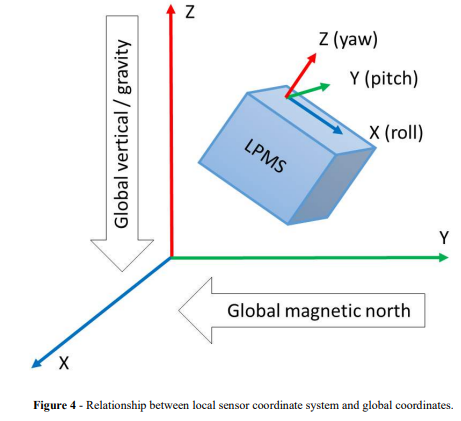 Z
Global vertical / gravity
Z (yaw)
Y (pitch)
X (roll)
LPMS
Y
Global magnetic north
X
Figure 4 - Relationship between local sensor coordinate system and global coordinates.